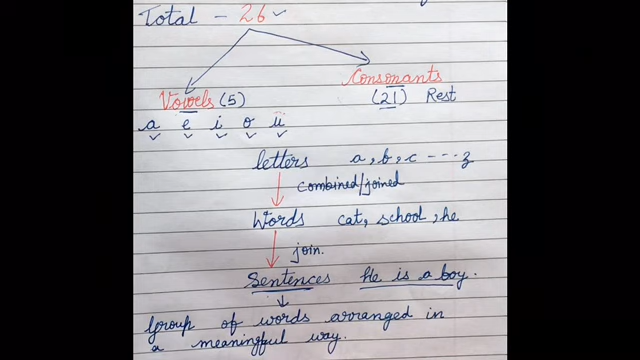 Total - 26
Vowels (5) Consonants
(21) Rest
a e i o u
letters a, b, c ---- z
combined/joined
Words cat, school, he
join.
Sentences He is a boy.
Group of words arranged in
a meaningful way.